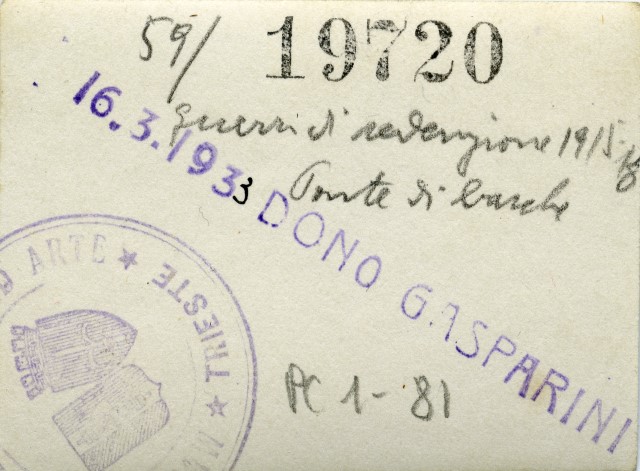 59/ 19720
guerra di redenzione 1915-18
Ponte di barche
16.3.1933 DONO GASPARINI
ARTE ★ TRIESTE ★
PC 1 - 81